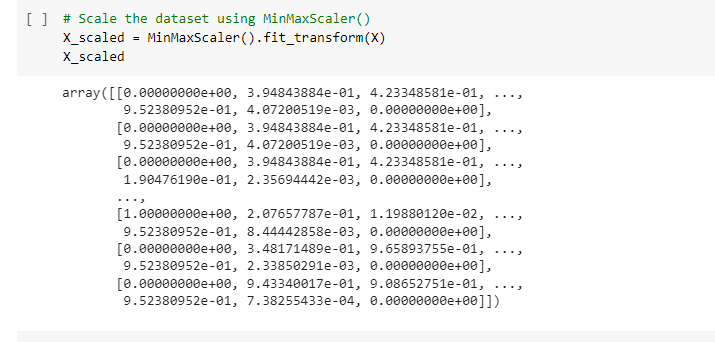 [ ] # Scale the dataset using MinMaxScaler()
X_scaled = MinMaxScaler().fit_transform(X)
X_scaled
array([[0.00000000e+00, 3.94843884e-01, 4.23348581e-01, ...,
9.52380952e-01, 4.07200519e-03, 0.00000000e+00],
[0.00000000e+00, 3.94843884e-01, 4.23348581e-01, ...,
9.52380952e-01, 4.07200519e-03, 0.00000000e+00],
[0.00000000e+00, 3.94843884e-01, 4.23348581e-01, ...,
1.90476190e-01, 2.35694442e-03, 0.00000000e+00],
...,
[1.00000000e+00, 2.07657787e-01, 1.19880120e-02, ...,
9.52380952e-01, 8.44442858e-03, 0.00000000e+00],
[0.00000000e+00, 3.48171489e-01, 9.65893755e-01, ...,
9.52380952e-01, 2.33850291e-03, 0.00000000e+00],
[0.00000000e+00, 9.43340017e-01, 9.08652751e-01, ...,
9.52380952e-01, 7.38255433e-04, 0.00000000e+00]])